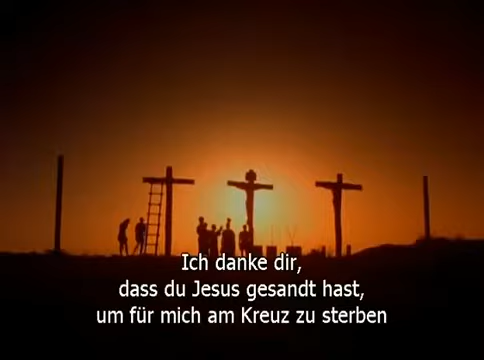 Ich danke dir,
dass du Jesus gesandt hast,
um für mich am Kreuz zu sterben